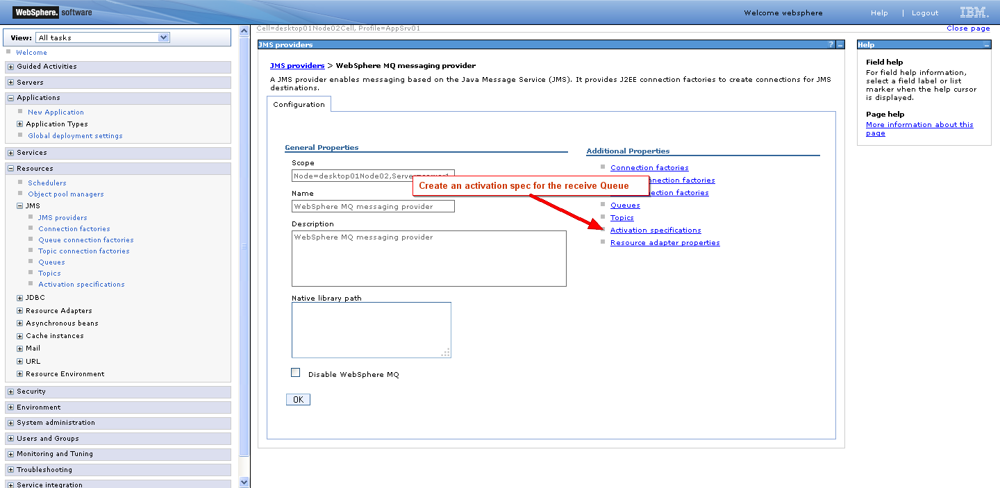 WebSphere. software
Welcome websphere
Help | Logout
IBM.
View: All tasks
Welcome
Guided Activities
Servers
Applications
New Application
Application Types
Global deployment settings
Services
Resources
Schedulers
Object pool managers
JMS
JMS providers
Connection factories
Queue connection factories
Topic connection factories
Queues
Topics
Activation specifications
JDBC
Resource Adapters
Asynchronous beans
Cache instances
Mail
URL
Resource Environment
Security
Environment
System administration
Users and Groups
Monitoring and Tuning
Troubleshooting
Service integration
Cell=desktop01Node02Cell, Profile=AppSrv01
Close page
JMS providers
? _
JMS providers > WebSphere MQ messaging provider
A JMS provider enables messaging based on the Java Message Service (JMS). It provides J2EE connection factories to create connections for JMS
destinations.
Configuration
General Properties
Scope
Node=desktop01Node02,Server=server1
Name
WebSphere MQ messaging provider
Description
WebSphere MQ messaging provider
Native library path
Disable WebSphere MQ
OK
Additional Properties
Connection factories
nnection factories
nection factories
Queues
Topics
Activation specifications
Resource adapter properties
Create an activation spec for the receive Queue
Help
Field help
For field help information,
select a field label or list
marker when the help cursor
is displayed.
Page help
More information about this
page